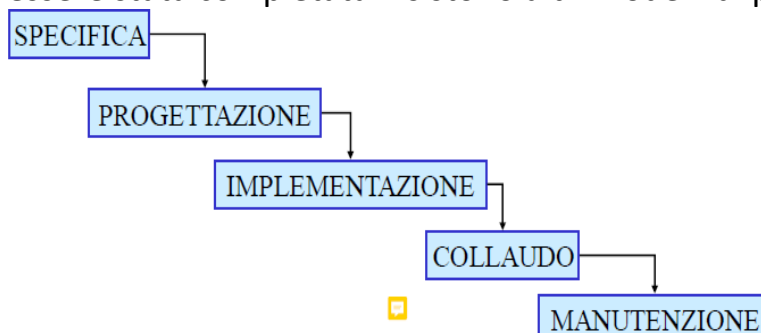 SPECIFICA
PROGETTAZIONE
IMPLEMENTAZIONE
COLLAUDO
MANUTENZIONE